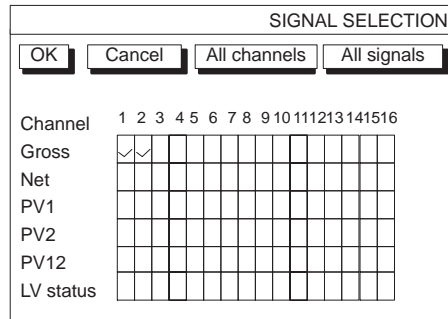 SIGNAL SELECTION
OK Cancel All channels All signals
Channel 1 2 3 4 5 6 7 8 9 10 11 12 13 14 15 16
Gross
Net
PV1
PV2
PV12
LV status